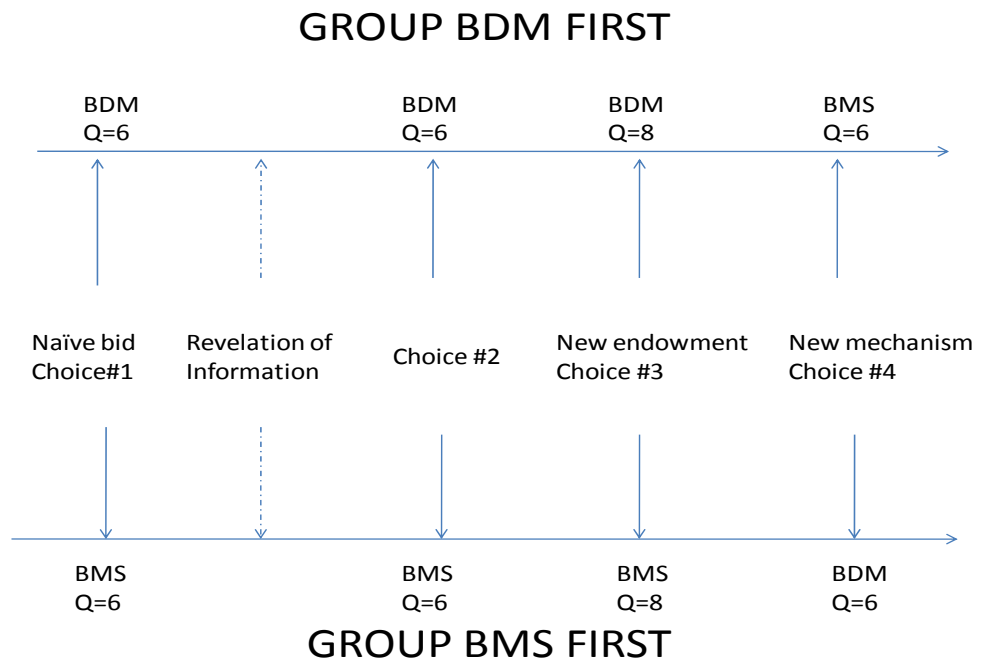 GROUP BDM FIRST
BDM
Q=6
BDM
Q=6
BDM
Q=8
BMS
Q=6
Naïve bid
Choice#1
Revelation of
Information
Choice #2
New endowment
Choice #3
New mechanism
Choice #4
BMS
Q=6
BMS
Q=6
BMS
Q=8
BDM
Q=6
GROUP BMS FIRST